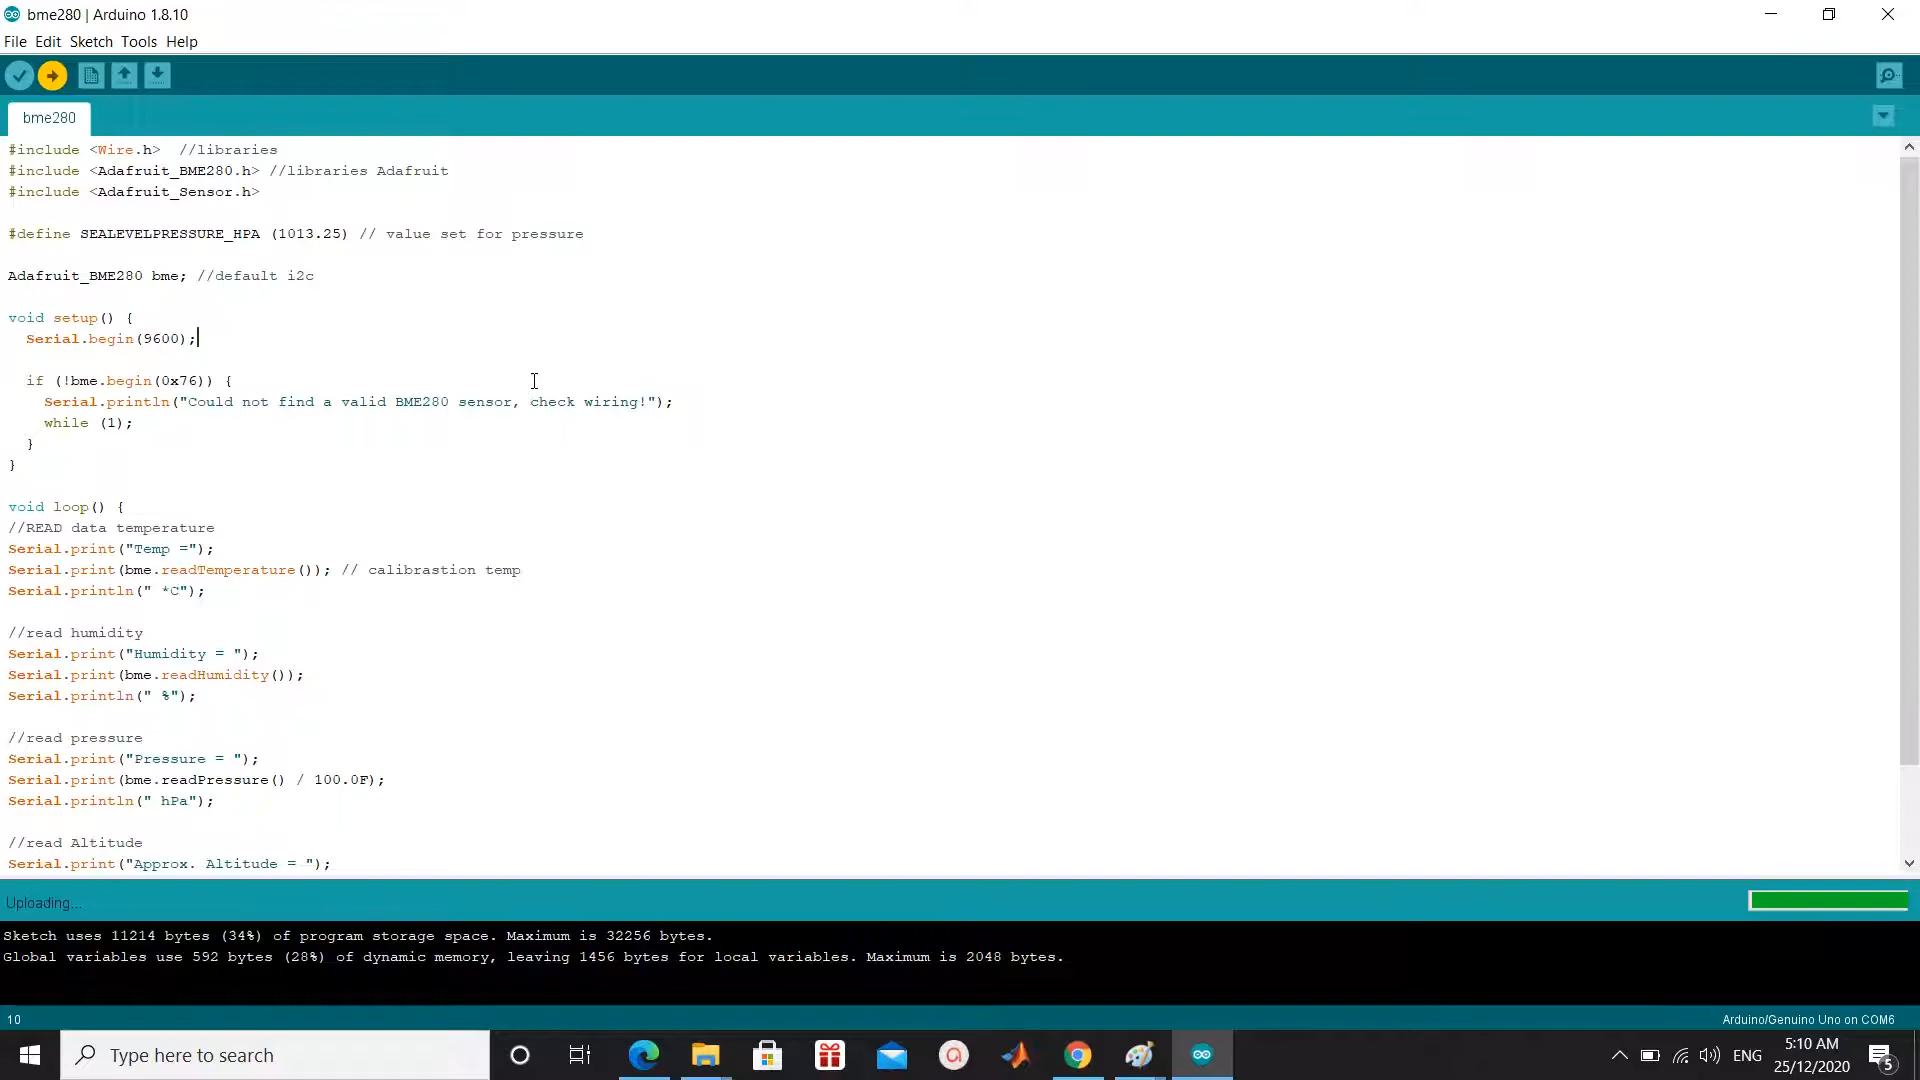 bme280 | Arduino 1.8.10
File Edit Sketch Tools Help
bme280
#include <Wire.h>  //libraries
#include <Adafruit_BME280.h> //libraries Adafruit
#include <Adafruit_Sensor.h>
#define SEALEVELPRESSURE_HPA (1013.25) // value set for pressure
Adafruit_BME280 bme; //default i2c
void setup() {
  Serial.begin(9600);
  if (!bme.begin(0x76)) {
    Serial.println("Could not find a valid BME280 sensor, check wiring!");
    while (1);
  }
}
void loop() {
//READ data temperature
Serial.print("Temp =");
Serial.print(bme.readTemperature()); // calibrastion temp
Serial.println(" *C");
//read humidity
Serial.print("Humidity = ");
Serial.print(bme.readHumidity());
Serial.println(" %");
//read pressure
Serial.print("Pressure = ");
Serial.print(bme.readPressure() / 100.0F);
Serial.println(" hPa");
//read Altitude
Serial.print("Approx. Altitude = ");
Uploading...
Sketch uses 11214 bytes (34%) of program storage space. Maximum is 32256 bytes.
Global variables use 592 bytes (28%) of dynamic memory, leaving 1456 bytes for local variables. Maximum is 2048 bytes.
10
Arduino/Genuino Uno on COM6
Type here to search
ENG
5:10 AM
25/12/2020
5